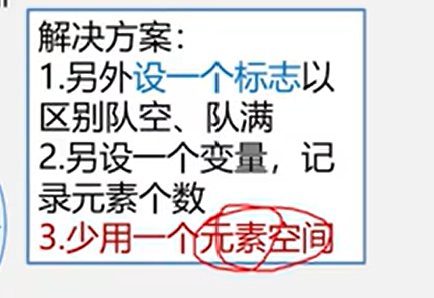 解决方案：
1.另外设一个标志以
区别队空、队满
2.另设一个变量，记
录元素个数
3.少用一个元素空间